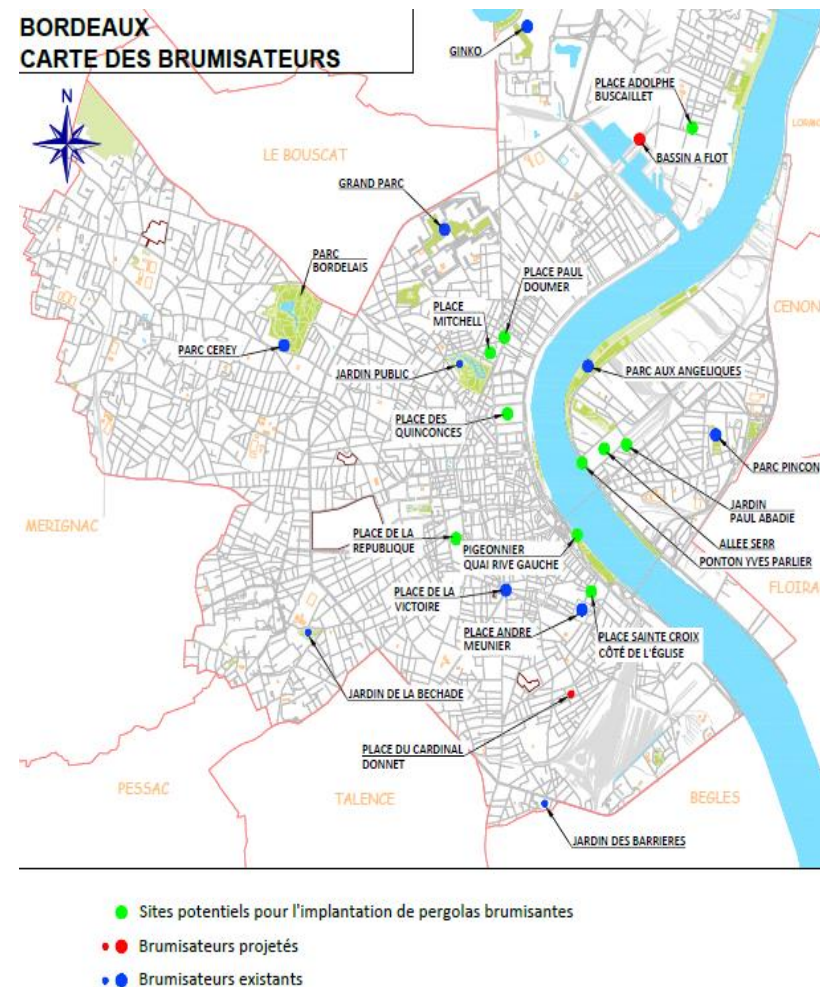 BORDEAUX
CARTE DES BRUMISATEURS
GINKO
PLACE ADOLPHE
BUSCAILLET
N
LE BOUSCAT
BASSIN A FLOT
GRAND PARC
PARC
BORDELAIS
PLACE PAUL
DOUMER
CENON
PLACE
MITCHELL
PARC CEREY
JARDIN PUBLIC
PARC AUX ANGELIQUES
PLACE DES
QUINCONCES
PARC PINCON
JARDIN
PAUL ABADIE
MERIGNAC
PLACE DE LA
REPUBLIQUE
PIGEONNIER
QUAI RIVE GAUCHE
ALLEE SERR
PONTON YVES PARLIER
FLOIRA
PLACE DE LA
VICTOIRE
PLACE ANDRE
MEUNIER
PLACE SAINTE CROIX
CÔTÉ DE L'ÉGLISE
JARDIN DE LA BECHADE
PLACE DU CARDINAL
DONNET
PESSAC
TALENCE
BEGLES
JARDIN DES BARRIERES
Sites potentiels pour l'implantation de pergolas brumisantes
Brumisateurs projetés
Brumisateurs existants